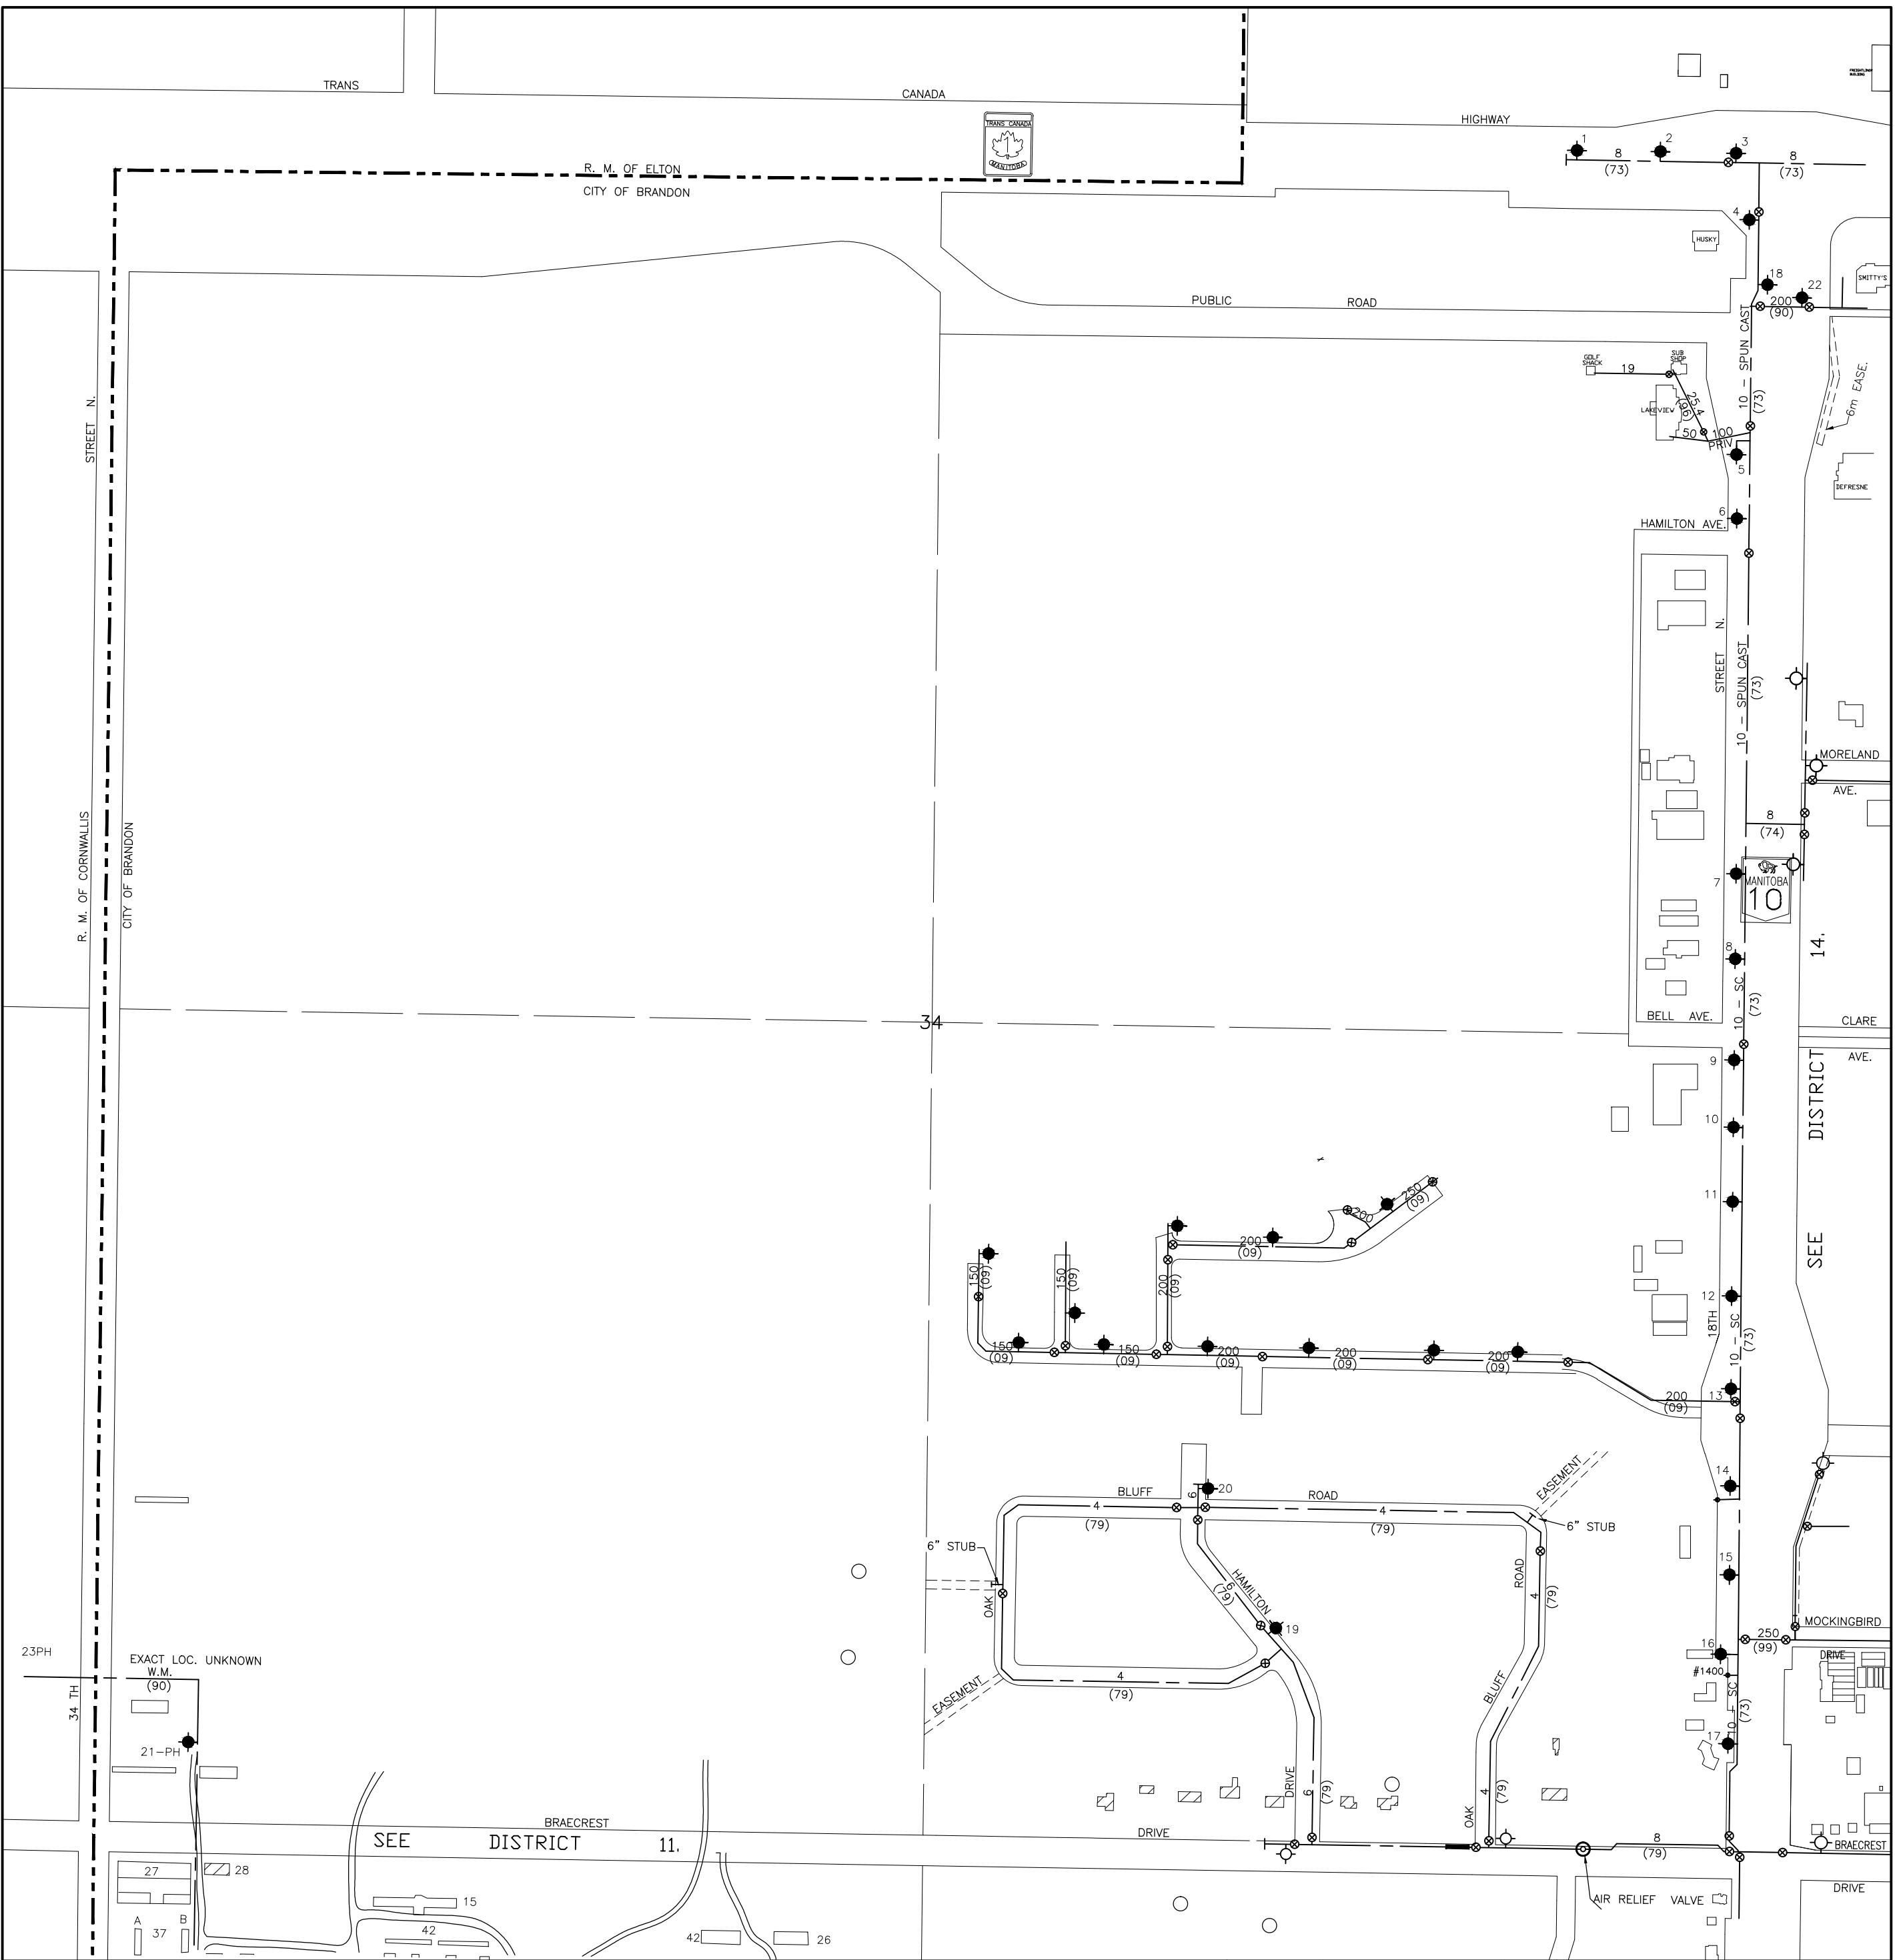 TRANS
CANADA
HIGHWAY
FREIGHTLINER
BUILDING
TRANS CANADA
1
MANITOBA
R. M. OF ELTON
CITY OF BRANDON
1
8
(73)
2
3
8
(73)
4
HUSKY
SMITTY'S
18
22
200
(90)
PUBLIC
ROAD
10 - SPUN CAST
(73)
GOLF
SHACK
19
SUB
SHOP
25.4
(96)
LAKEVIEW
50
100
PRIV
5
6m EASE.
DEFRESNE
6
HAMILTON AVE.
STREET N.
STREET N.
10 - SPUN CAST
(73)
MORELAND
AVE.
8
(74)
7
MANITOBA
10
R. M. OF CORNWALLIS
CITY OF BRANDON
8
10 - SC
(73)
14.
34
BELL AVE.
CLARE
AVE.
9
10
SEE DISTRICT
11
250
(09)
200
200
(09)
150
(09)
150
(09)
200
(09)
12
18TH
10 - SC
(73)
150
(09)
150
(09)
200
(09)
200
(09)
200
(09)
200
(09)
13
14
EASEMENT
BLUFF
ROAD
20
6
4
(79)
4
(79)
6" STUB
6" STUB
15
OAK
HAMILTON
6
(79)
19
ROAD
4
(79)
MOCKINGBIRD
DRIVE
250
(99)
16
#1400
23PH
EXACT LOC. UNKNOWN
W.M.
(90)
34 TH
4
(79)
EASEMENT
BLUFF
10 - SC
(73)
17
21-PH
DRIVE
6
(79)
OAK
4
(79)
BRAECREST
DRIVE
SEE DISTRICT 11.
8
(79)
BRAECREST
DRIVE
AIR RELIEF VALVE
27
28
15
A
B
37
42
42
26